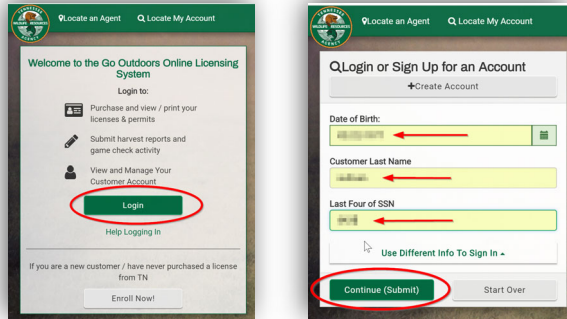 TENNESSEE
WILDLIFE RESOURCES
AGENCY
Locate an Agent
Locate My Account
Welcome to the Go Outdoors Online Licensing
System
Login to:
Purchase and view / print your
licenses & permits
Submit harvest reports and
game check activity
View and Manage Your
Customer Account
Login
Help Logging In
If you are a new customer / have never purchased a license
from TN
Enroll Now!
Locate an Agent
Locate My Account
Login or Sign Up for an Account
+Create Account
Date of Birth:
Customer Last Name
Last Four of SSN
Use Different Info To Sign In
Continue (Submit)
Start Over